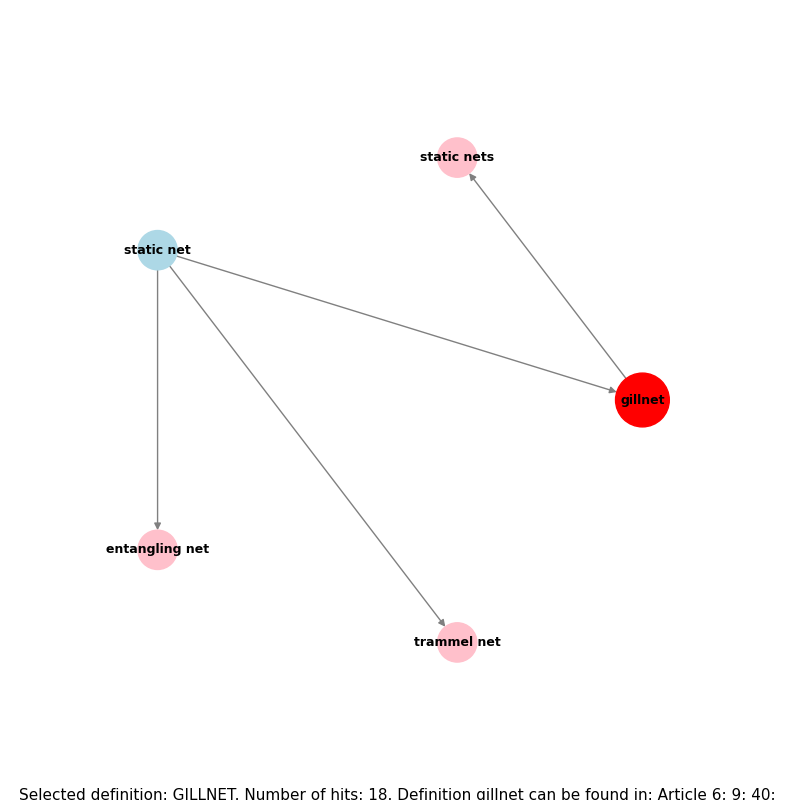 static nets
static net
gillnet
entangling net
trammel net
Selected definition: GILLNET. Number of hits: 18. Definition gillnet can be found in: Article 6: 9: 40: